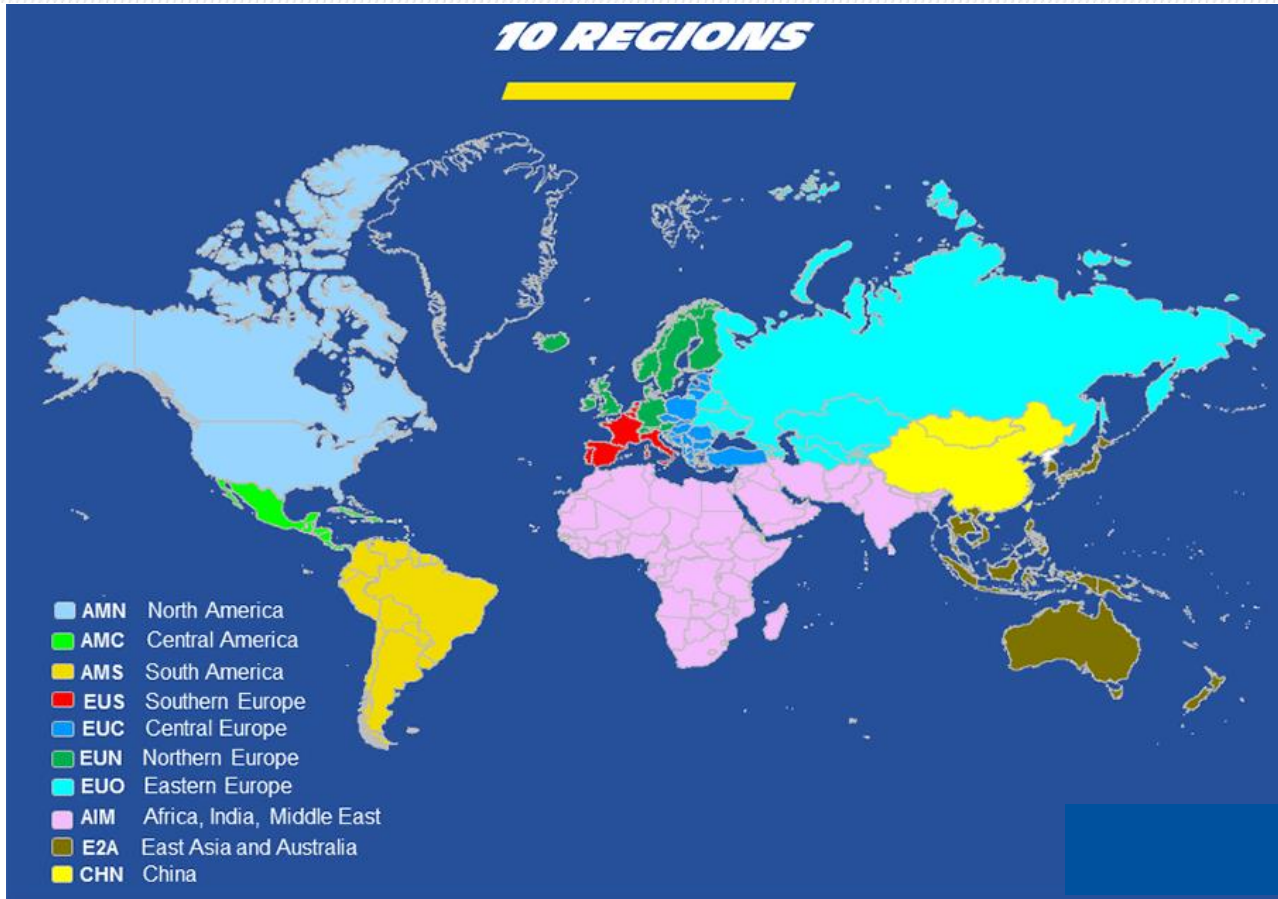 10 REGIONS
AMN North America
AMC Central America
AMS South America
EUS Southern Europe
EUC Central Europe
EUN Northern Europe
EUO Eastern Europe
AIM Africa, India, Middle East
E2A East Asia and Australia
CHN China